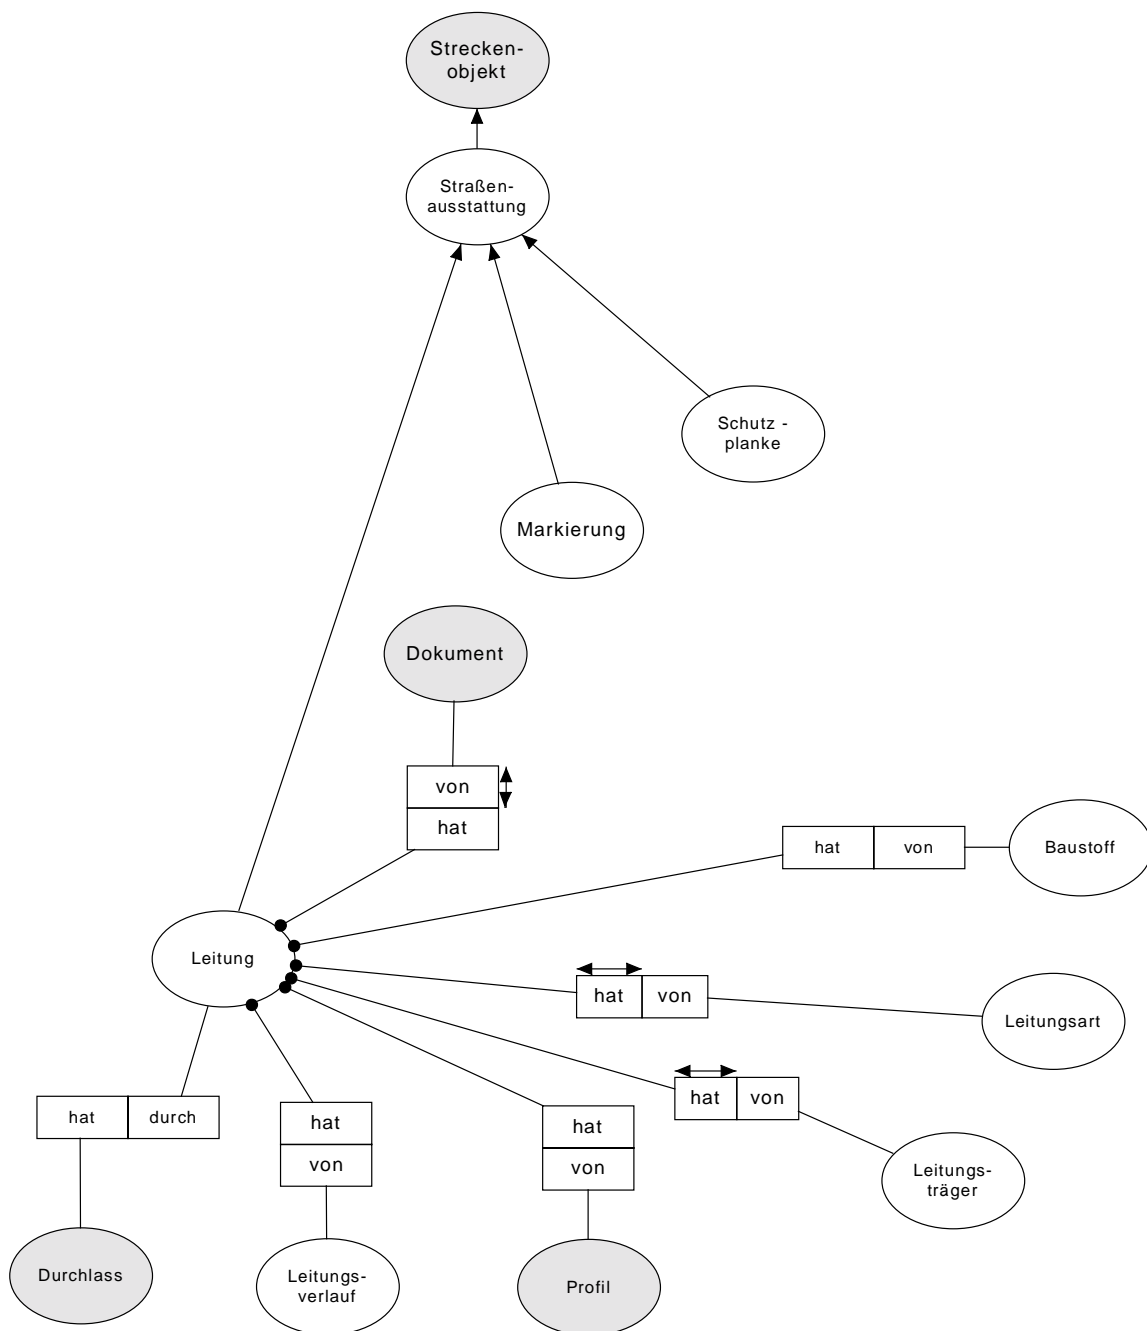 Strecken-
objekt
Straßen-
ausstattung
Schutz -
planke
Markierung
Dokument
von
hat
hat von
Baustoff
Leitung
hat von
Leitungsart
hat von
Leitungs-
träger
hat durch
hat
von
hat
von
Durchlass
Leitungs-
verlauf
Profil